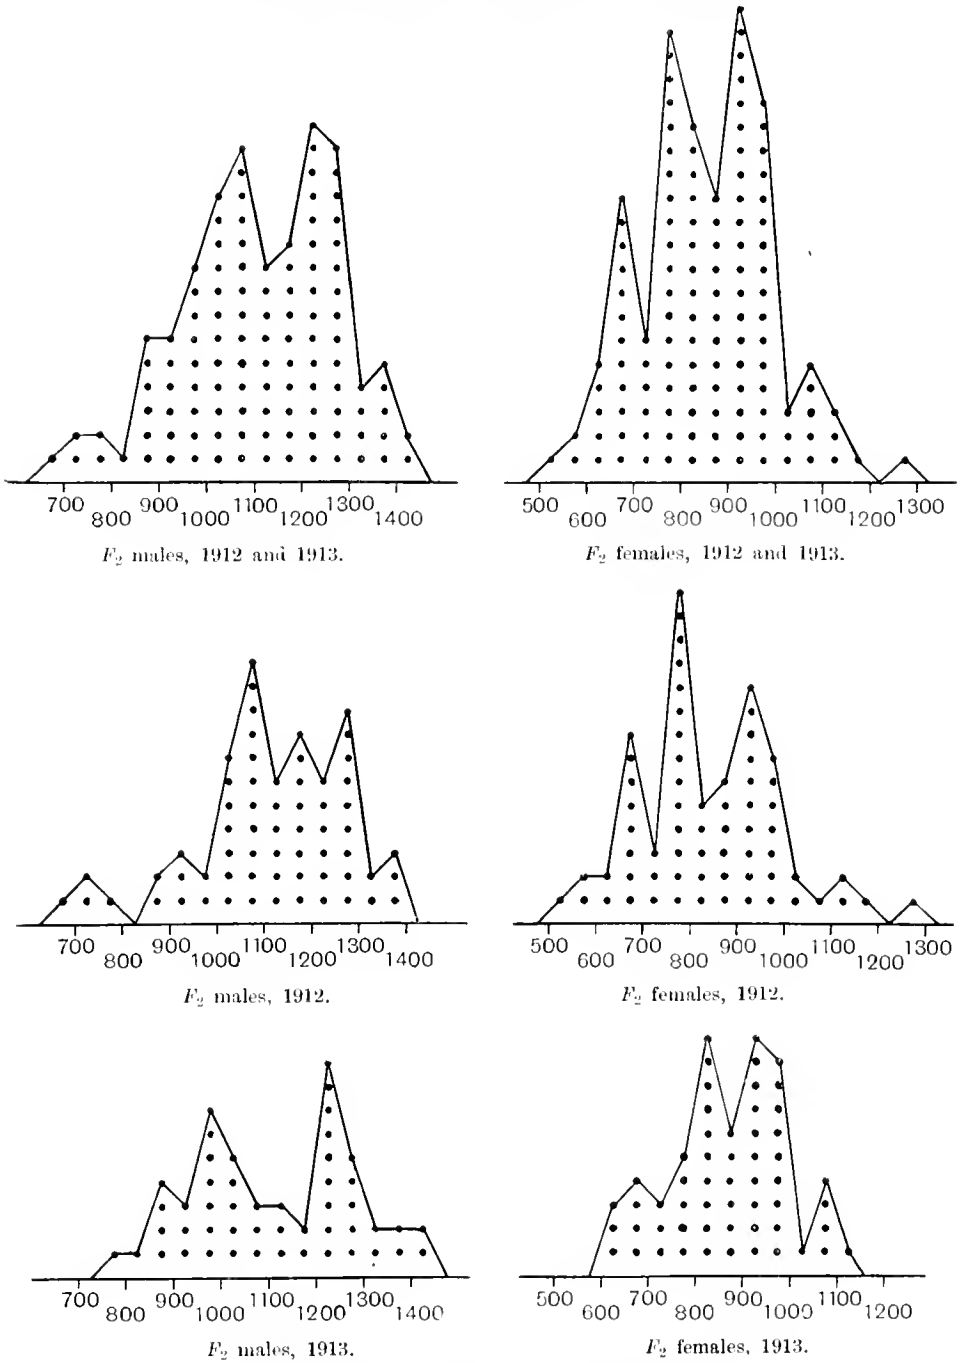 700 800 900 1000 1100 1200 1300 1400
F₂ males, 1912 and 1913.
500 600 700 800 900 1000 1100 1200 1300
F₂ females, 1912 and 1913.
700 800 900 1000 1100 1200 1300 1400
F₂ males, 1912.
500 600 700 800 900 1000 1100 1200 1300
F₂ females, 1912.
700 800 900 1000 1100 1200 1300 1400
F₂ males, 1913.
500 600 700 800 900 1000 1100 1200
F₂ females, 1913.